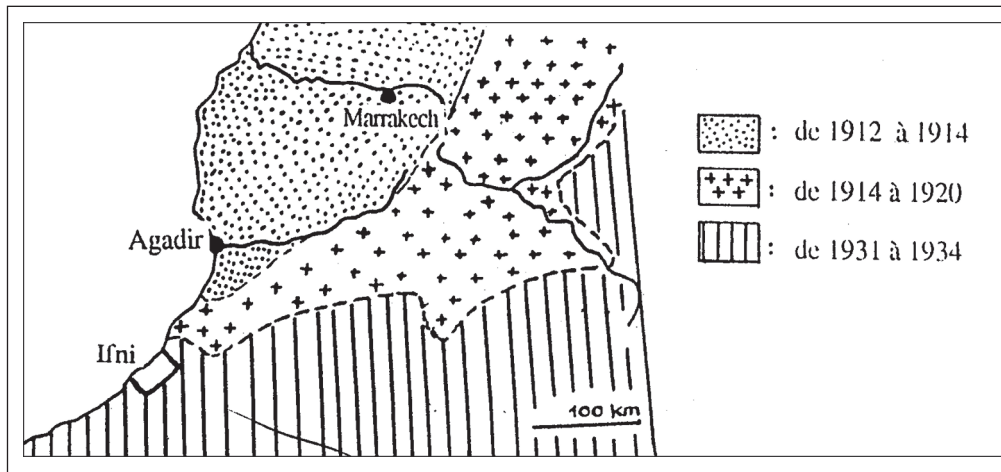 Marrakech
Agadir
Ifni
100 km
: de 1912 à 1914
: de 1914 à 1920
: de 1931 à 1934